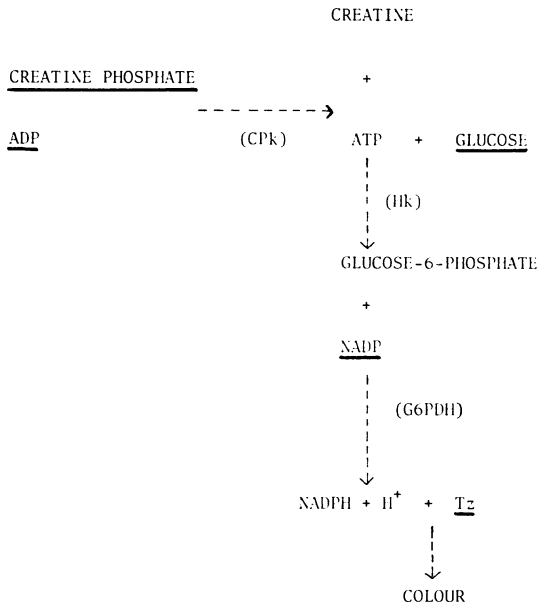 CREATINE
CREATINE PHOSPHATE +
ADP (CPk) ATP + GLUCOSE
(Hk)
GLUCOSE-6-PHOSPHATE
+
NADP
(G6PDH)
NADPH + H+ + Tz
COLOUR